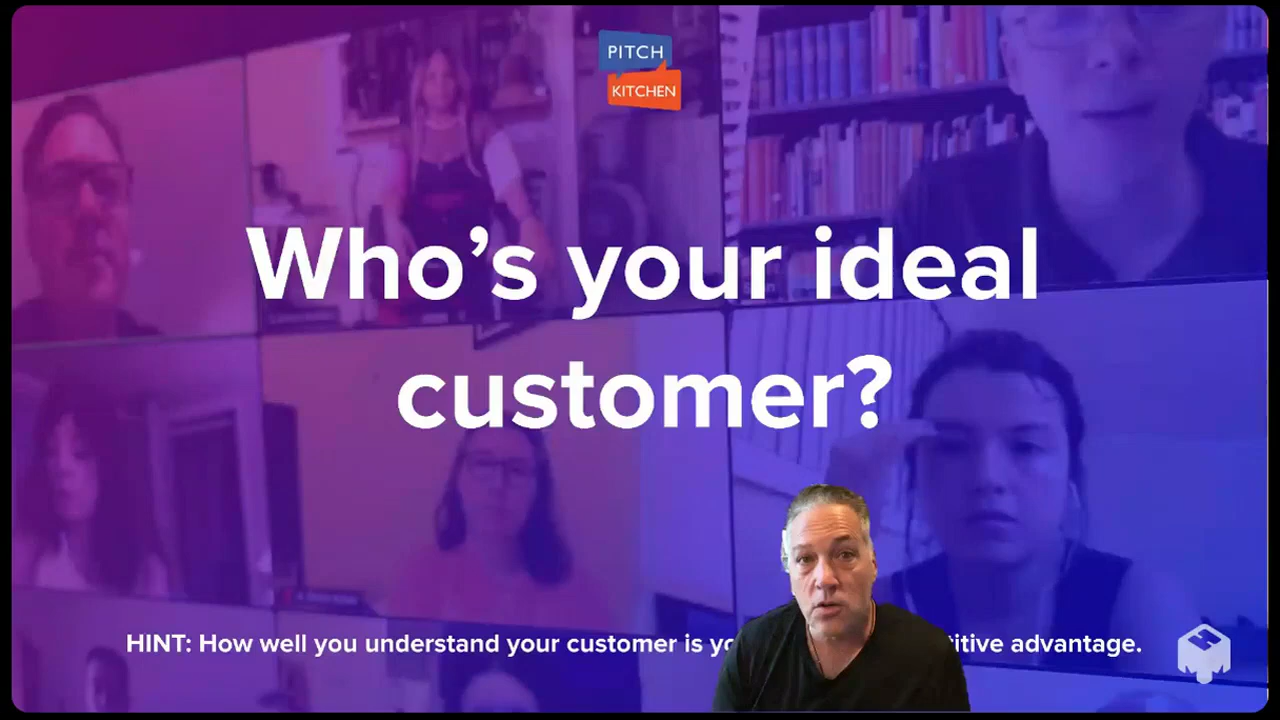 PITCH
KITCHEN
Who's your ideal
customer?
HINT: How well you understand your customer is advantage.